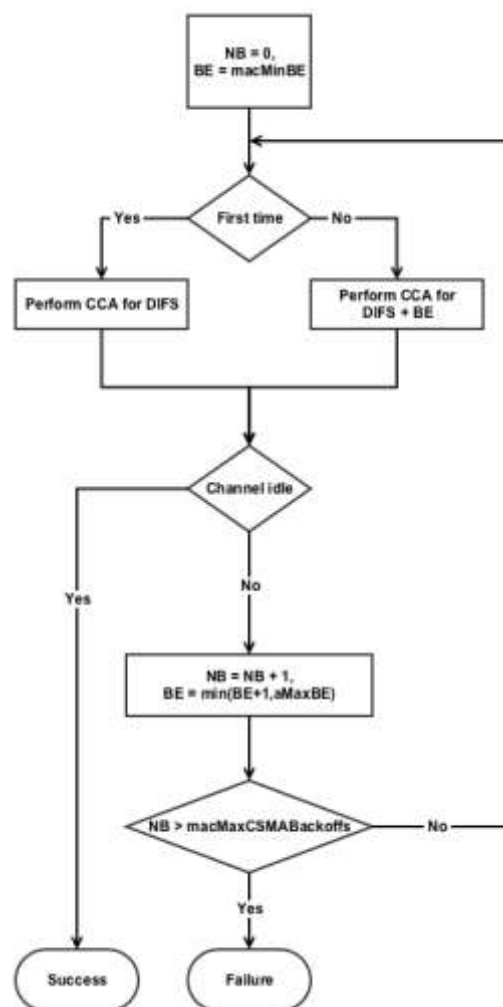 NB = 0,
BE = macMinBE
First time
Yes
No
Perform CCA for DIFS
Perform CCA for
DIFS + BE
Channel idle
Yes
No
NB = NB + 1,
BE = min(BE+1,aMaxBE)
NB > macMaxCSMABackoffs
No
Yes
Success
Failure